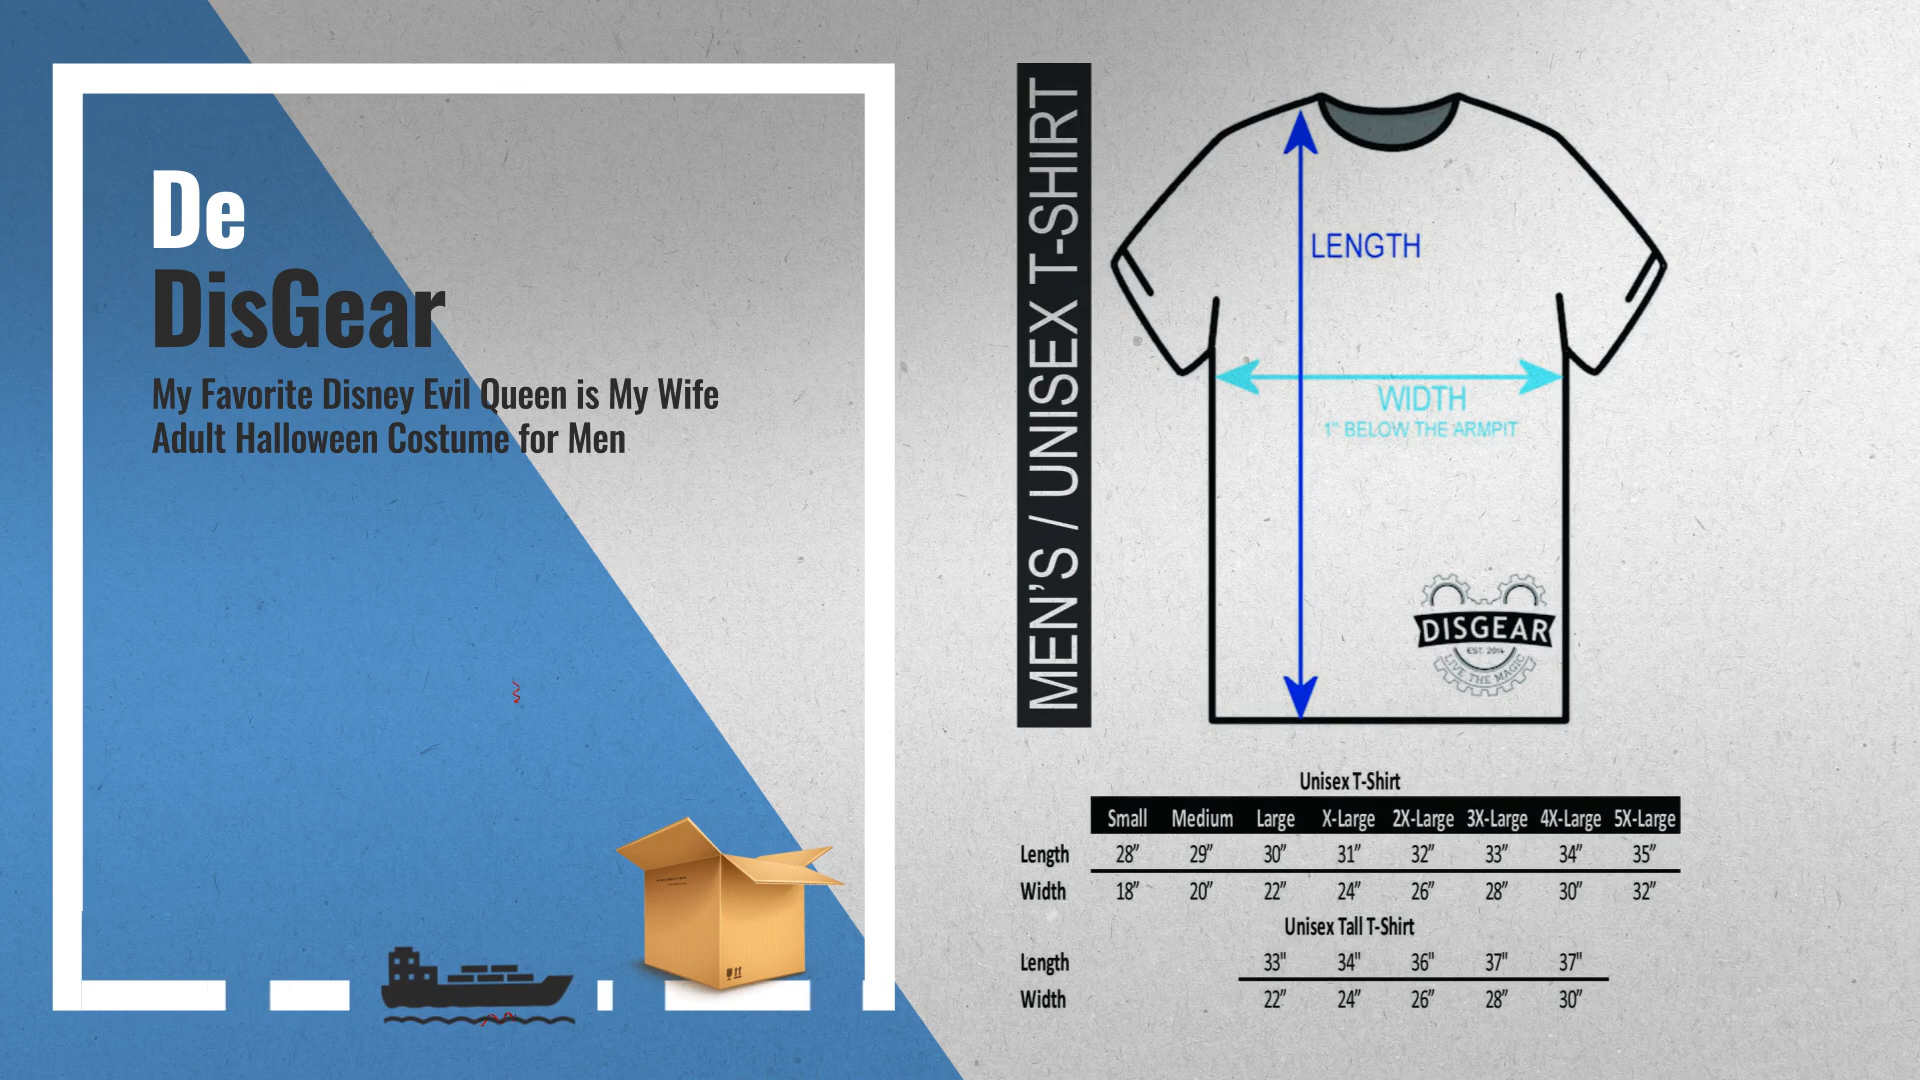 De
DisGear
My Favorite Disney Evil Queen is My Wife
Adult Halloween Costume for Men
MEN'S / UNISEX T-SHIRT
LENGTH
WIDTH
1" BELOW THE ARMPIT
DISGEAR
EST. 2014
LIVE THE MAGIC
Unisex T-Shirt
Small Medium Large X-Large 2X-Large 3X-Large 4X-Large 5X-Large
Length 28" 29" 30" 31" 32" 33" 34" 35"
Width 18" 20" 22" 24" 26" 28" 30" 32"
Unisex Tall T-Shirt
Length 33" 34" 36" 37" 37"
Width 22" 24" 26" 28" 30"